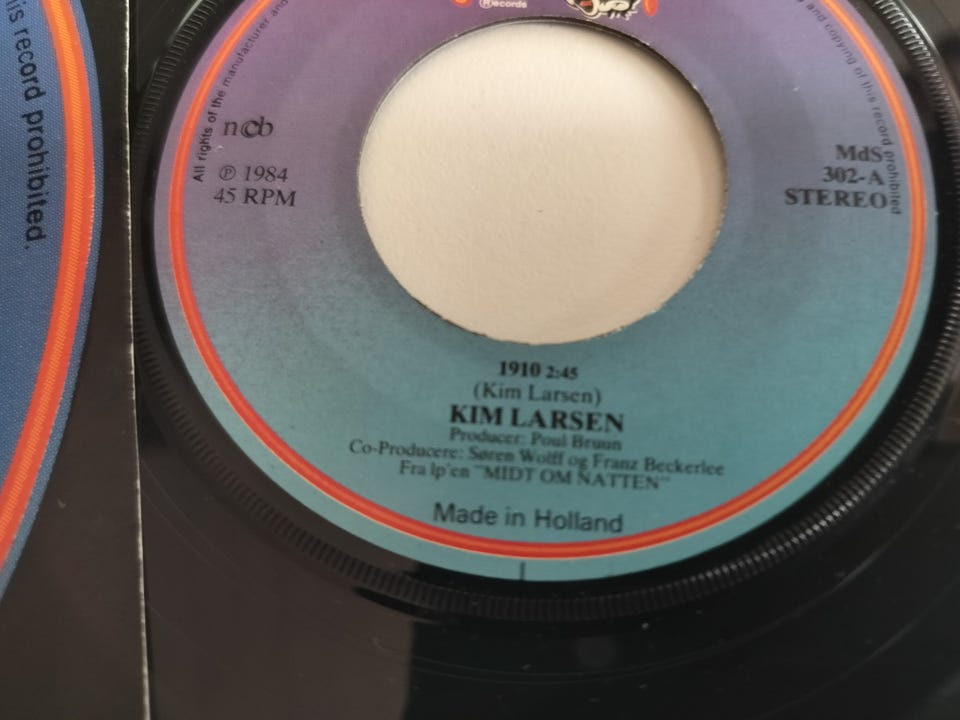 his record prohibited.
Records
All rights of the manufacturer and
and copying of this record prohibited
ncb
℗ 1984
45 RPM
MdS
302-A
STEREO
1910 2:45
(Kim Larsen)
KIM LARSEN
Producer: Poul Bruun
Co-Producere: Søren Wolff og Franz Beckerlee
Fra lp'en "MIDT OM NATTEN"
Made in Holland